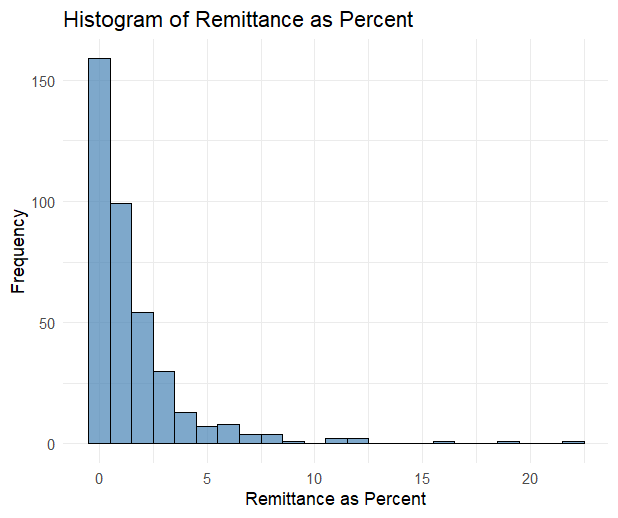 Histogram of Remittance as Percent
150
100
50
0
Frequency
0 5 10 15 20
Remittance as Percent